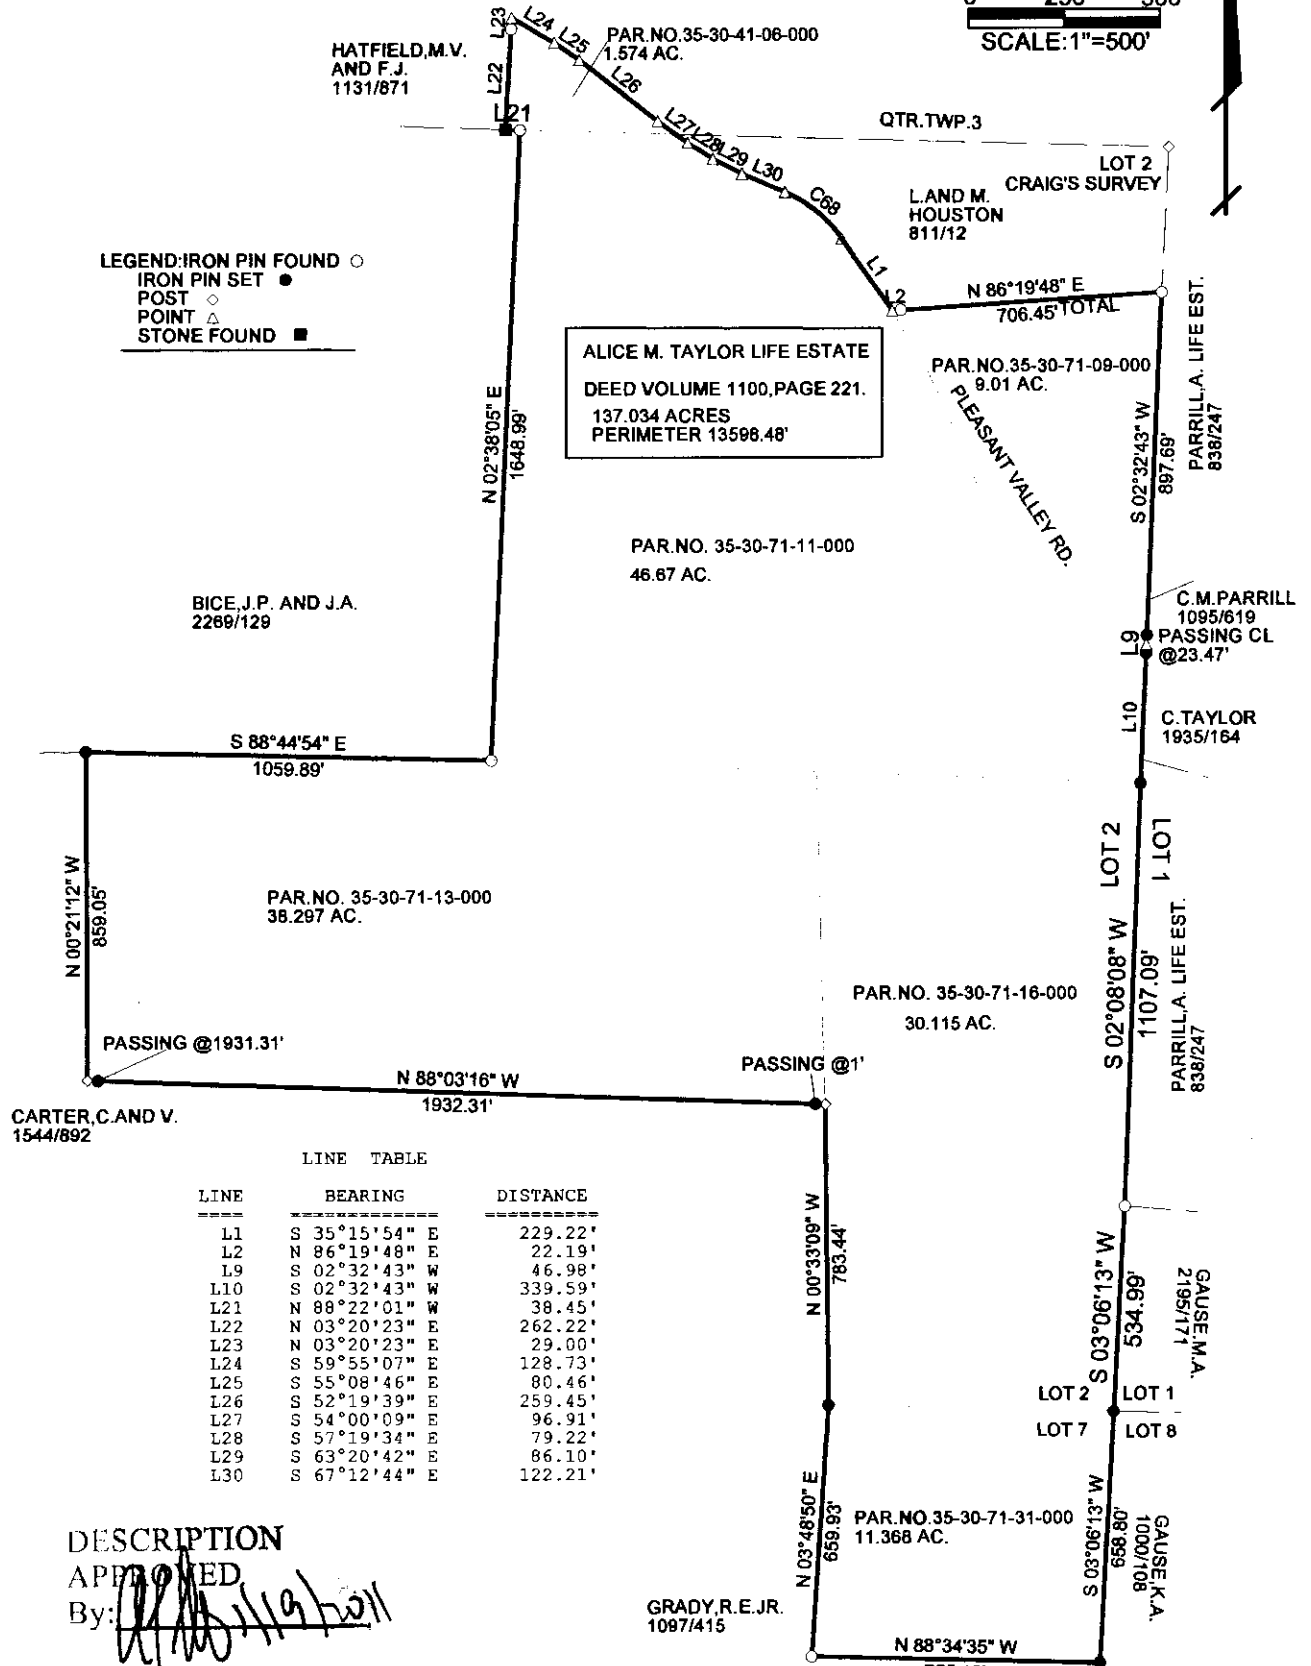 0 250 500
SCALE:1"=500'
HATFIELD,M.V.
AND F.J.
1131/871
L23
L24
L25
PAR.NO.35-30-41-06-000
1.574 AC.
L22
L26
L21
L27
L28
L29
L30
QTR.TWP.3
LOT 2
CRAIG'S SURVEY
C68
L.AND M.
HOUSTON
811/12
L1
L2
N 86°19'48" E
706.45' TOTAL
LEGEND:IRON PIN FOUND ○
IRON PIN SET ●
POST ◇
POINT △
STONE FOUND ■
ALICE M. TAYLOR LIFE ESTATE
DEED VOLUME 1100,PAGE 221.
137.034 ACRES
PERIMETER 13598.48'
PAR.NO.35-30-71-09-000
9.01 AC.
PARRILL,A. LIFE EST.
838/247
PLEASANT VALLEY RD.
S 02°32'43" W
897.69'
N 02°38'05" E
1648.99'
PAR.NO. 35-30-71-11-000
46.67 AC.
BICE,J.P. AND J.A.
2269/129
C.M.PARRILL
1095/619
L9
PASSING CL
@23.47'
L10
C.TAYLOR
1935/164
S 88°44'54" E
1059.89'
LOT 2
LOT 1
N 00°21'12" W
859.05'
PAR.NO. 35-30-71-13-000
38.297 AC.
S 02°08'08" W
1107.09'
PARRILL,A. LIFE EST.
838/247
PAR.NO. 35-30-71-16-000
30.115 AC.
PASSING @1931.31'
PASSING @1'
N 88°03'16" W
1932.31'
CARTER,C.AND V.
1544/892
LINE TABLE
LINE BEARING DISTANCE
L1 S 35°15'54" E 229.22'
L2 N 86°19'48" E 22.19'
L9 S 02°32'43" W 46.98'
L10 S 02°32'43" W 339.59'
L21 N 88°22'01" W 38.45'
L22 N 03°20'23" E 262.22'
L23 N 03°20'23" E 29.00'
L24 S 59°55'07" E 128.73'
L25 S 55°08'46" E 80.46'
L26 S 52°19'39" E 259.45'
L27 S 54°00'09" E 96.91'
L28 S 57°19'34" E 79.22'
L29 S 63°20'42" E 86.10'
L30 S 67°12'44" E 122.21'
N 00°33'09" W
783.44'
S 03°06'13" W
534.99'
GAUSE,M.A.
2195/171
LOT 2
LOT 1
LOT 7
LOT 8
N 03°48'50" E
659.93'
PAR.NO.35-30-71-31-000
11.368 AC.
S 03°06'13" W
658.80'
GAUSE,K.A.
1000/108
DESCRIPTION
APPROVED
By:
GRADY,R.E.JR.
1097/415
N 88°34'35" W